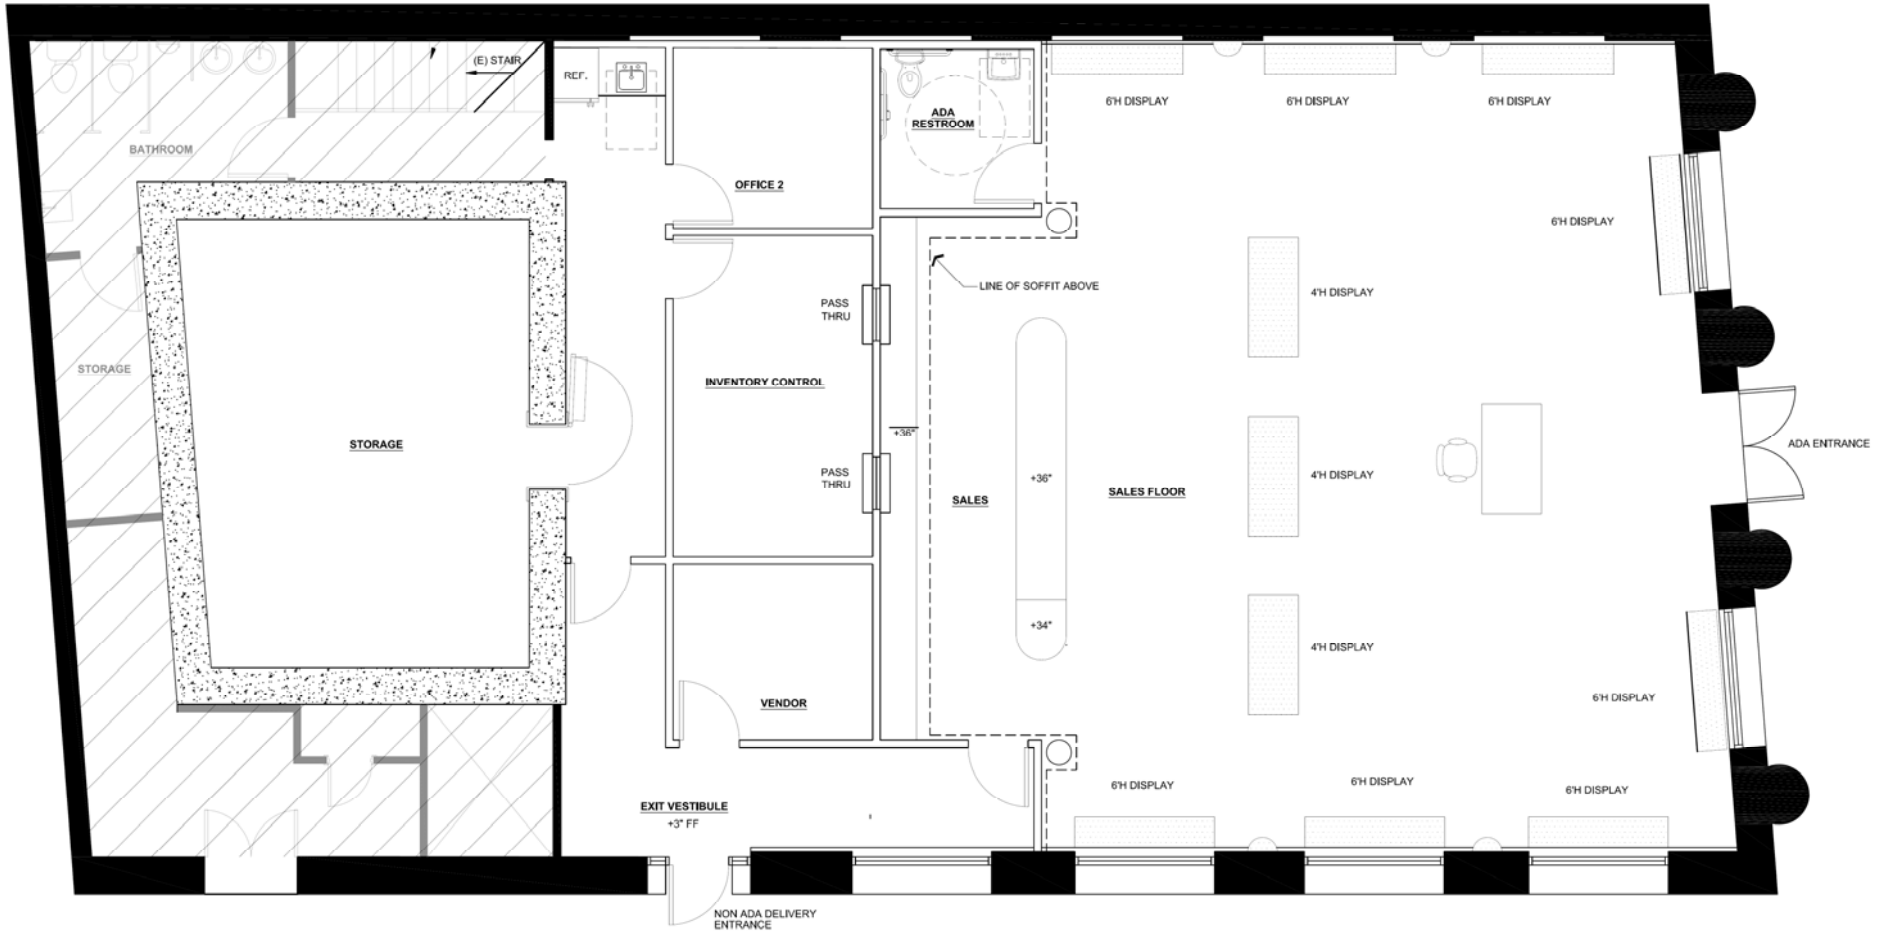 (E) STAIR
REF.
6'H DISPLAY
6'H DISPLAY
6'H DISPLAY
ADA
RESTROOM
BATHROOM
OFFICE 2
6'H DISPLAY
LINE OF SOFFIT ABOVE
4'H DISPLAY
PASS
THRU
STORAGE
INVENTORY CONTROL
+36"
STORAGE
ADA ENTRANCE
PASS
THRU
+36"
4'H DISPLAY
SALES
SALES FLOOR
+34"
4'H DISPLAY
VENDOR
6'H DISPLAY
6'H DISPLAY
6'H DISPLAY
6'H DISPLAY
EXIT VESTIBULE
+3" FF
NON ADA DELIVERY
ENTRANCE